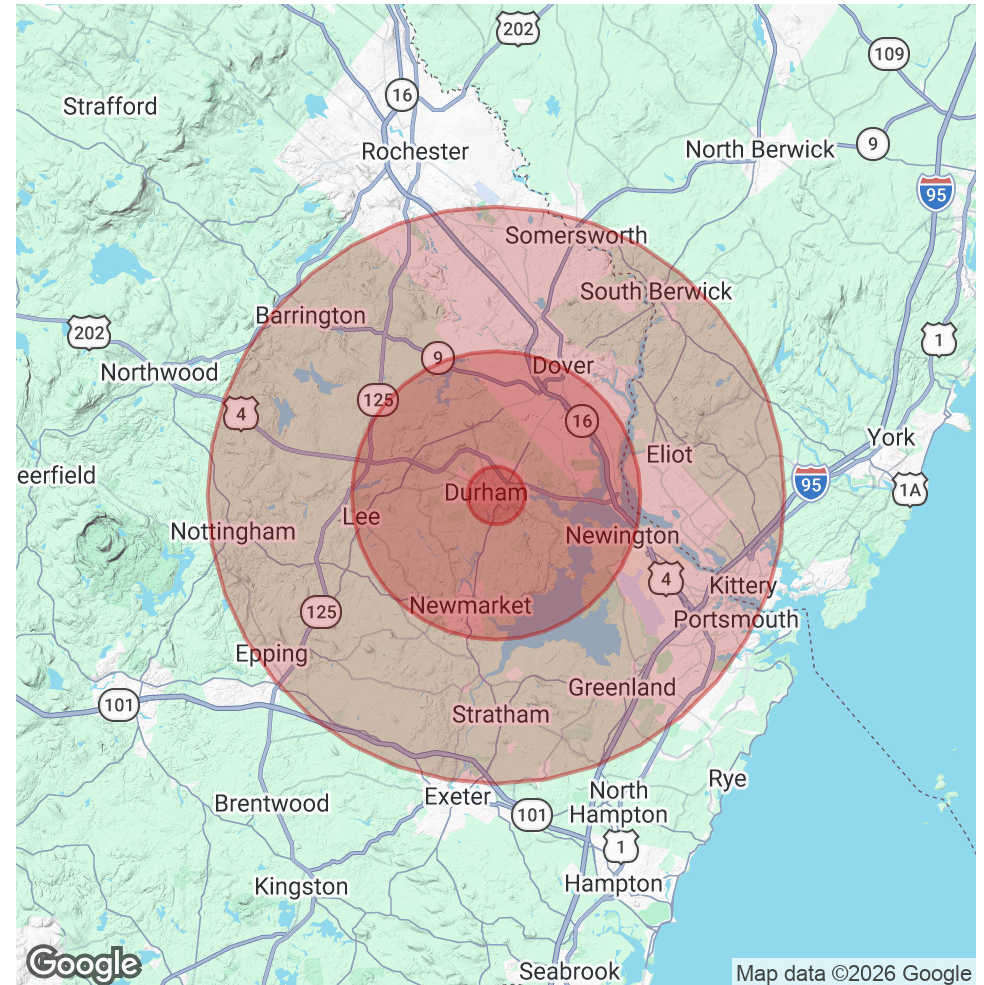 202
109
16
Strafford
Rochester
North Berwick
9
95
Somersworth
South Berwick
Barrington
202
1
9
Dover
Northwood
125
4
16
York
Eliot
eerfield
95
1A
Durham
Lee
Nottingham
Newington
4
Kittery
125
Newmarket
Portsmouth
Epping
Greenland
101
Stratham
Rye
Exeter
North
Hampton
Brentwood
101
1
Kingston
Hampton
Google
Seabrook
Map data ©2026 Google